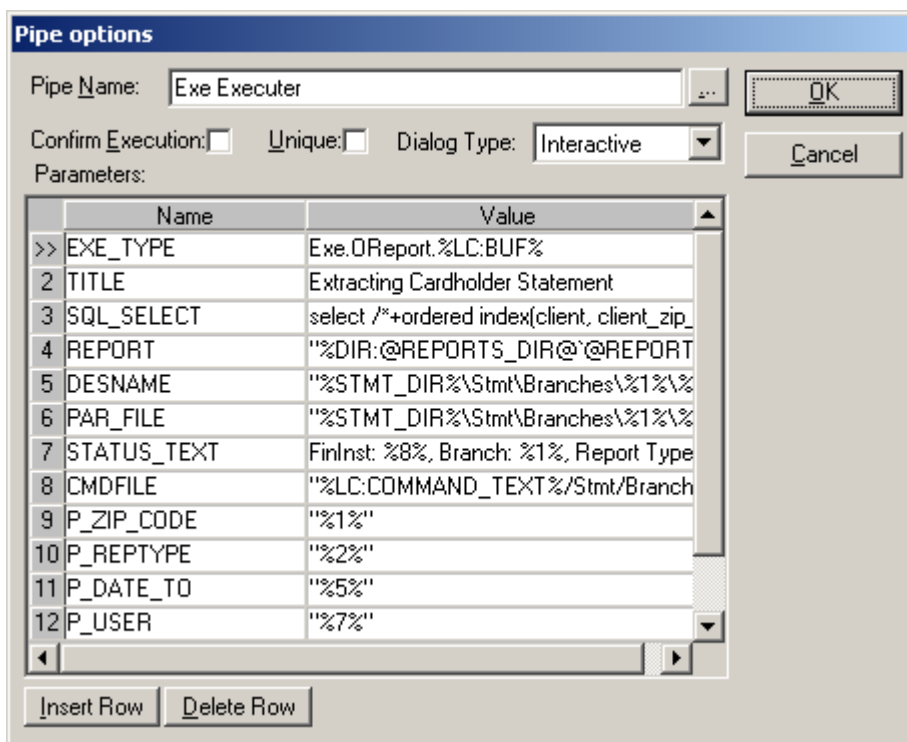 Pipe options
Pipe Name: Exe Executer ... OK
Confirm Execution: Unique: Dialog Type: Interactive Cancel
Parameters:
Name Value
>> EXE_TYPE Exe.OReport.%LC:BUF%
2 TITLE Extracting Cardholder Statement
3 SQL_SELECT select /*+ordered index(client, client_zip_
4 REPORT "%DIR:@REPORTS_DIR@`@REPORT
5 DESNAME "%STMT_DIR%\Stmt\Branches\%1%\%
6 PAR_FILE "%STMT_DIR%\Stmt\Branches\%1%\%
7 STATUS_TEXT FinInst: %8%, Branch: %1%, Report Type
8 CMDFILE "%LC:COMMAND_TEXT%/Stmt/Branch
9 P_ZIP_CODE "%1%"
10 P_REPTYPE "%2%"
11 P_DATE_TO "%5%"
12 P_USER "%7%"
Insert Row Delete Row